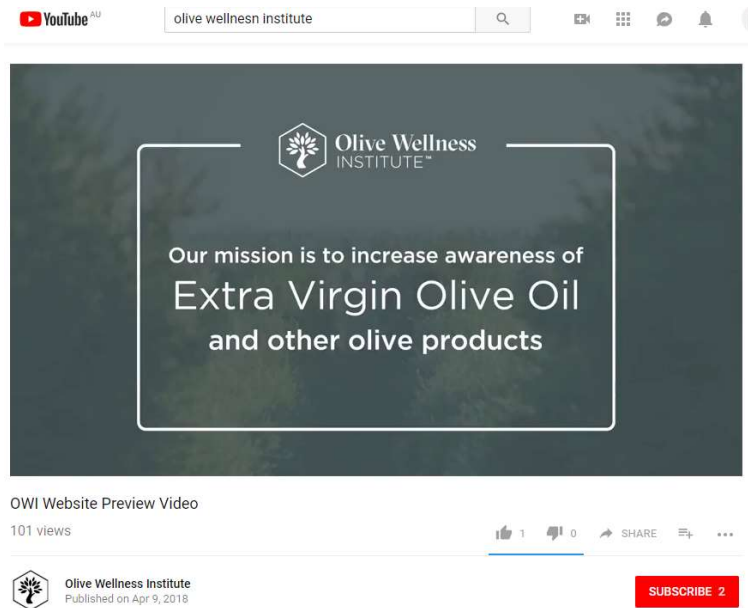 YouTube AU
olive wellnesn institute
Olive Wellness
INSTITUTE™
Our mission is to increase awareness of
Extra Virgin Olive Oil
and other olive products
OWI Website Preview Video
101 views
1 0 SHARE
Olive Wellness Institute
Published on Apr 9, 2018
SUBSCRIBE 2